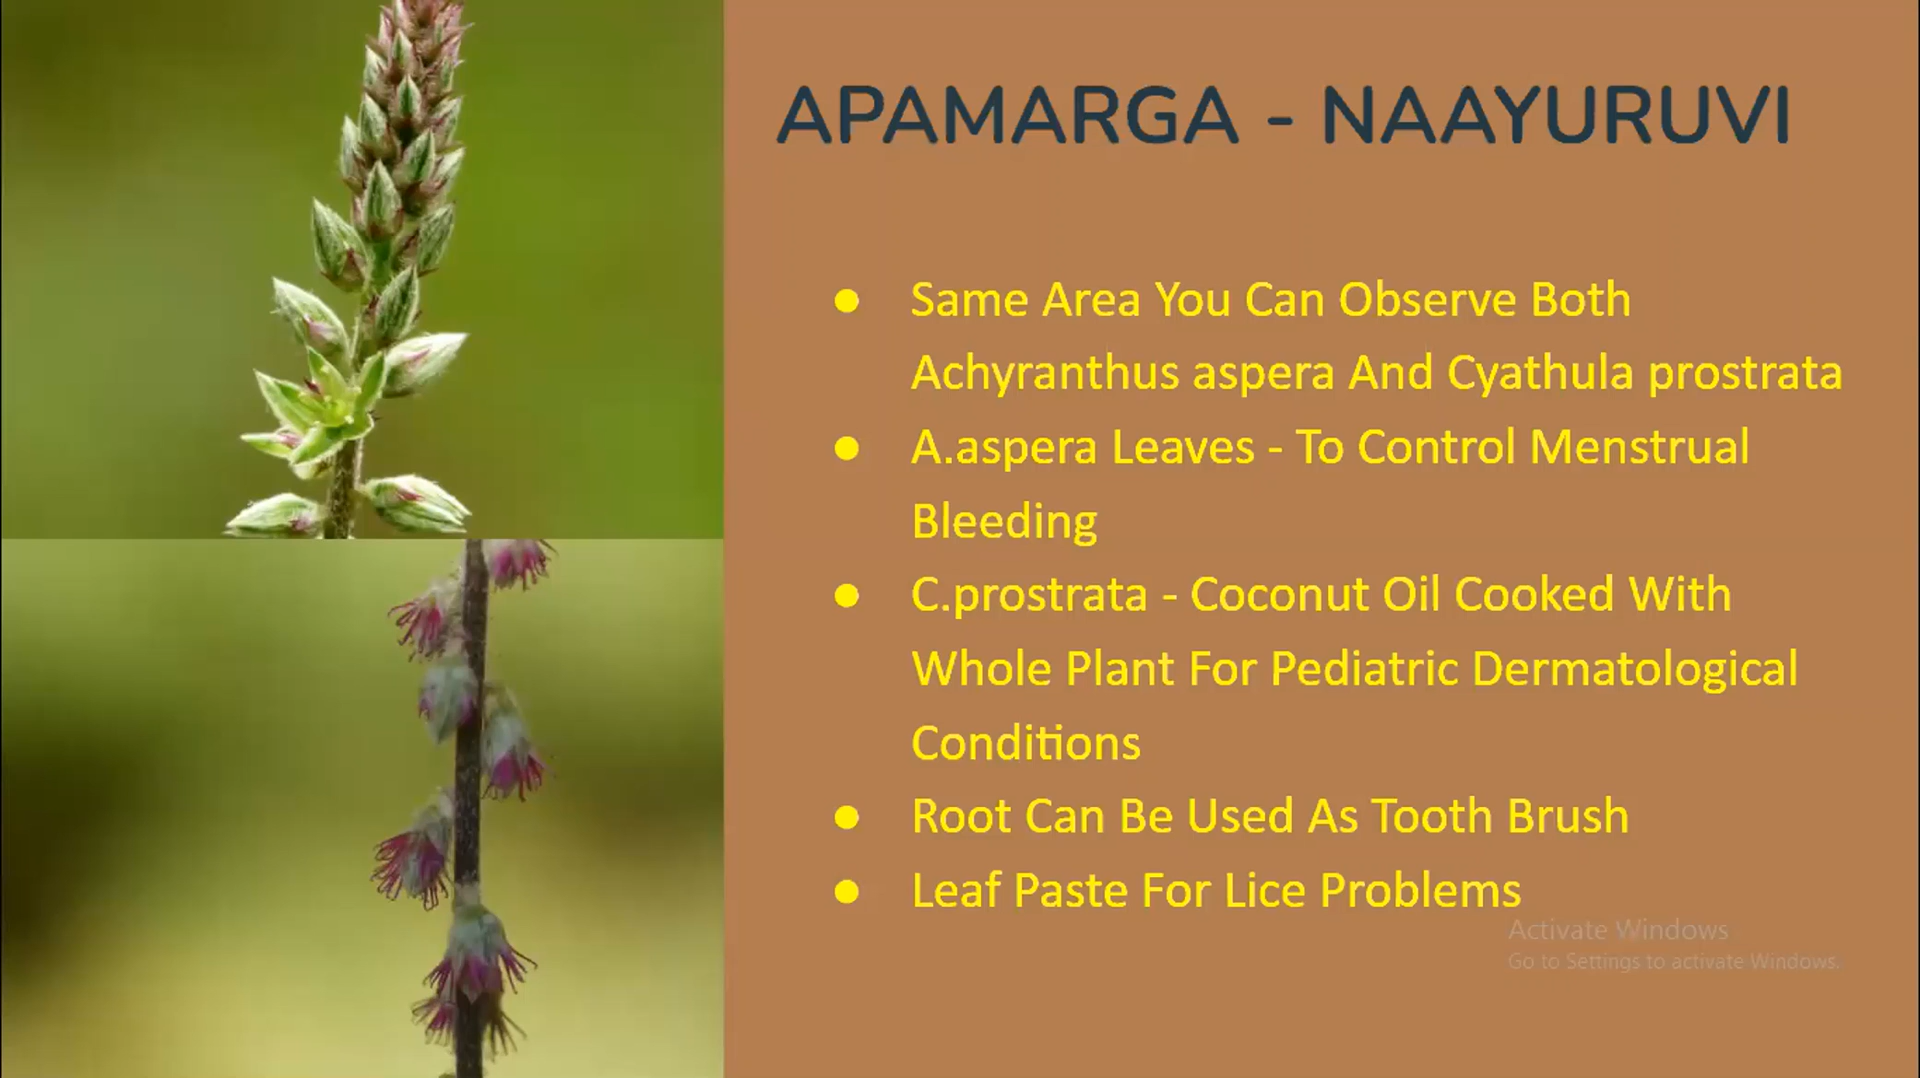 APAMARGA - NAAYURUVI
● Same Area You Can Observe Both
Achyranthus aspera And Cyathula prostrata
● A.aspera Leaves - To Control Menstrual
Bleeding
● C.prostrata - Coconut Oil Cooked With
Whole Plant For Pediatric Dermatological
Conditions
● Root Can Be Used As Tooth Brush
● Leaf Paste For Lice Problems
Activate Windows
Go to Settings to activate Windows.